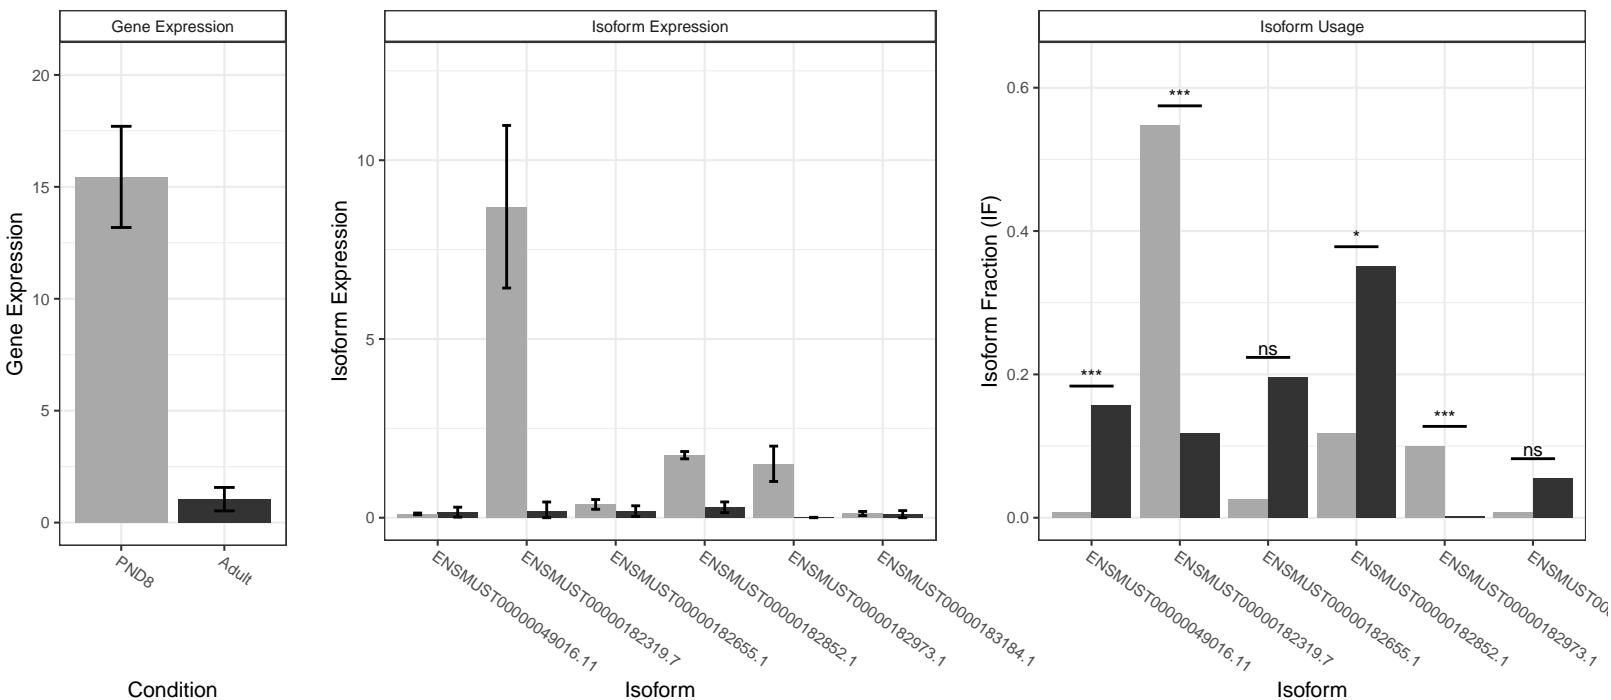 Gene Expression
Isoform Expression
Isoform Usage
Gene Expression
20
15
10
5
0
PND8
Adult
Condition
Isoform Expression
10
5
0
ENSMUST0000049016.11
ENSMUST00000182319.7
ENSMUST00000182655.1
ENSMUST00000182852.1
ENSMUST00000182973.1
ENSMUST00000183184.1
Isoform
Isoform Fraction (IF)
0.6
0.4
0.2
0.0
***
***
ns
*
***
ns
ENSMUST0000049016.11
ENSMUST00000182319.7
ENSMUST00000182655.1
ENSMUST00000182852.1
ENSMUST00000182973.1
Isoform